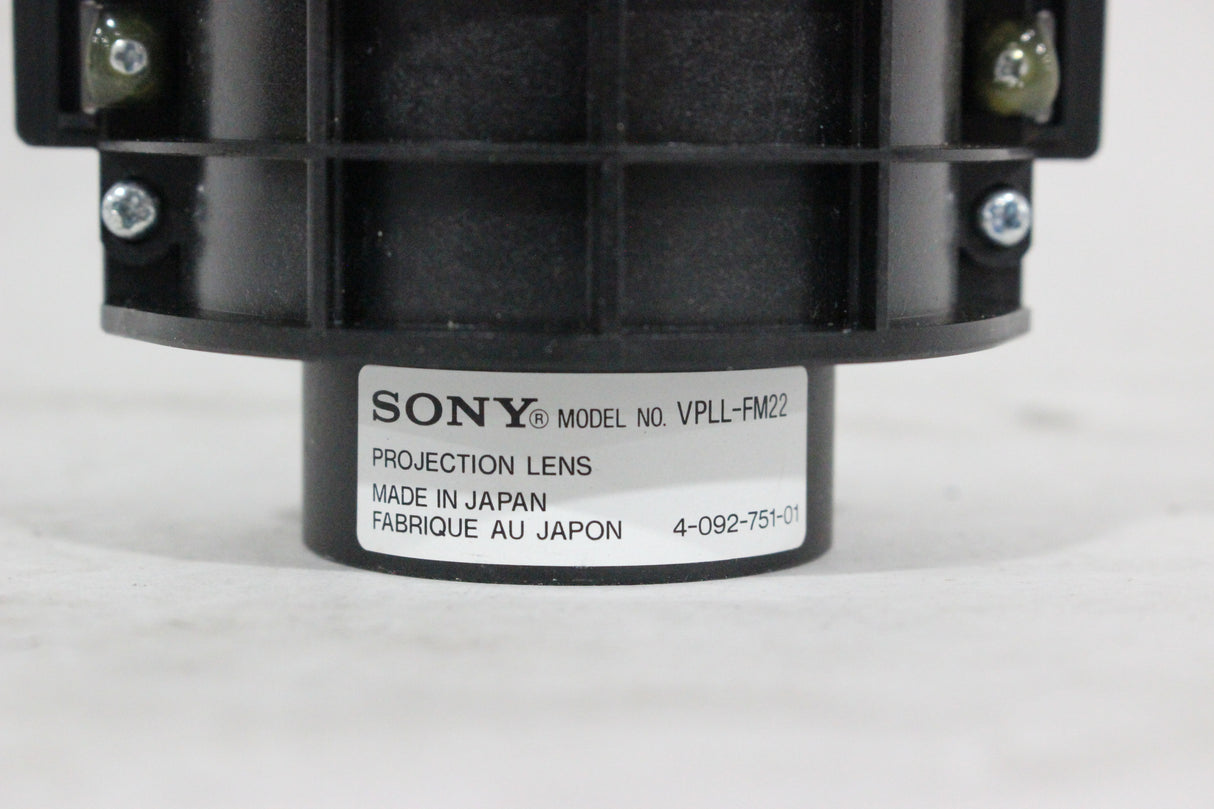 SONY® MODEL NO. VPLL-FM22
PROJECTION LENS
MADE IN JAPAN
FABRIQUE AU JAPON 4-092-751-01